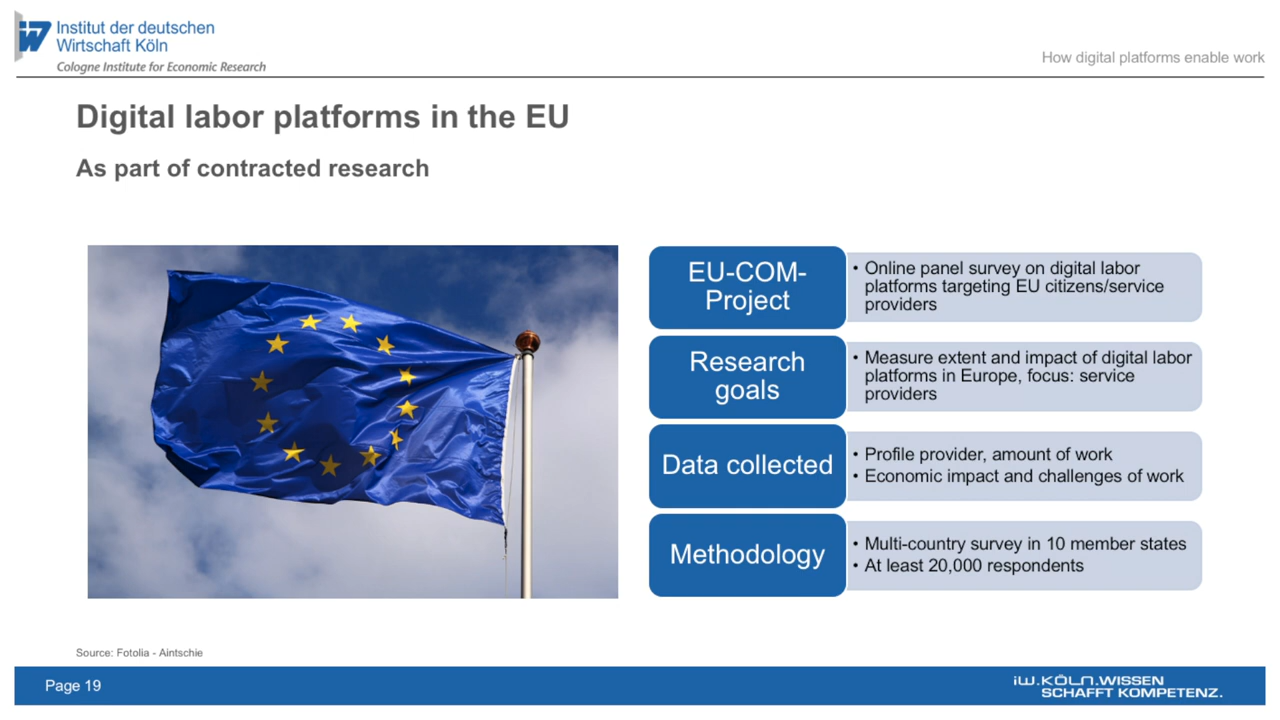 Institut der deutschen
Wirtschaft Köln
Cologne Institute for Economic Research
How digital platforms enable work
Digital labor platforms in the EU
As part of contracted research
EU-COM-
Project
• Online panel survey on digital labor
platforms targeting EU citizens/service
providers
Research
goals
• Measure extent and impact of digital labor
platforms in Europe, focus: service
providers
Data collected
• Profile provider, amount of work
• Economic impact and challenges of work
Methodology
• Multi-country survey in 10 member states
• At least 20,000 respondents
Source: Fotolia - Aintschie
Page 19
iW.KÖLN.WISSEN
SCHAFFT KOMPETENZ.